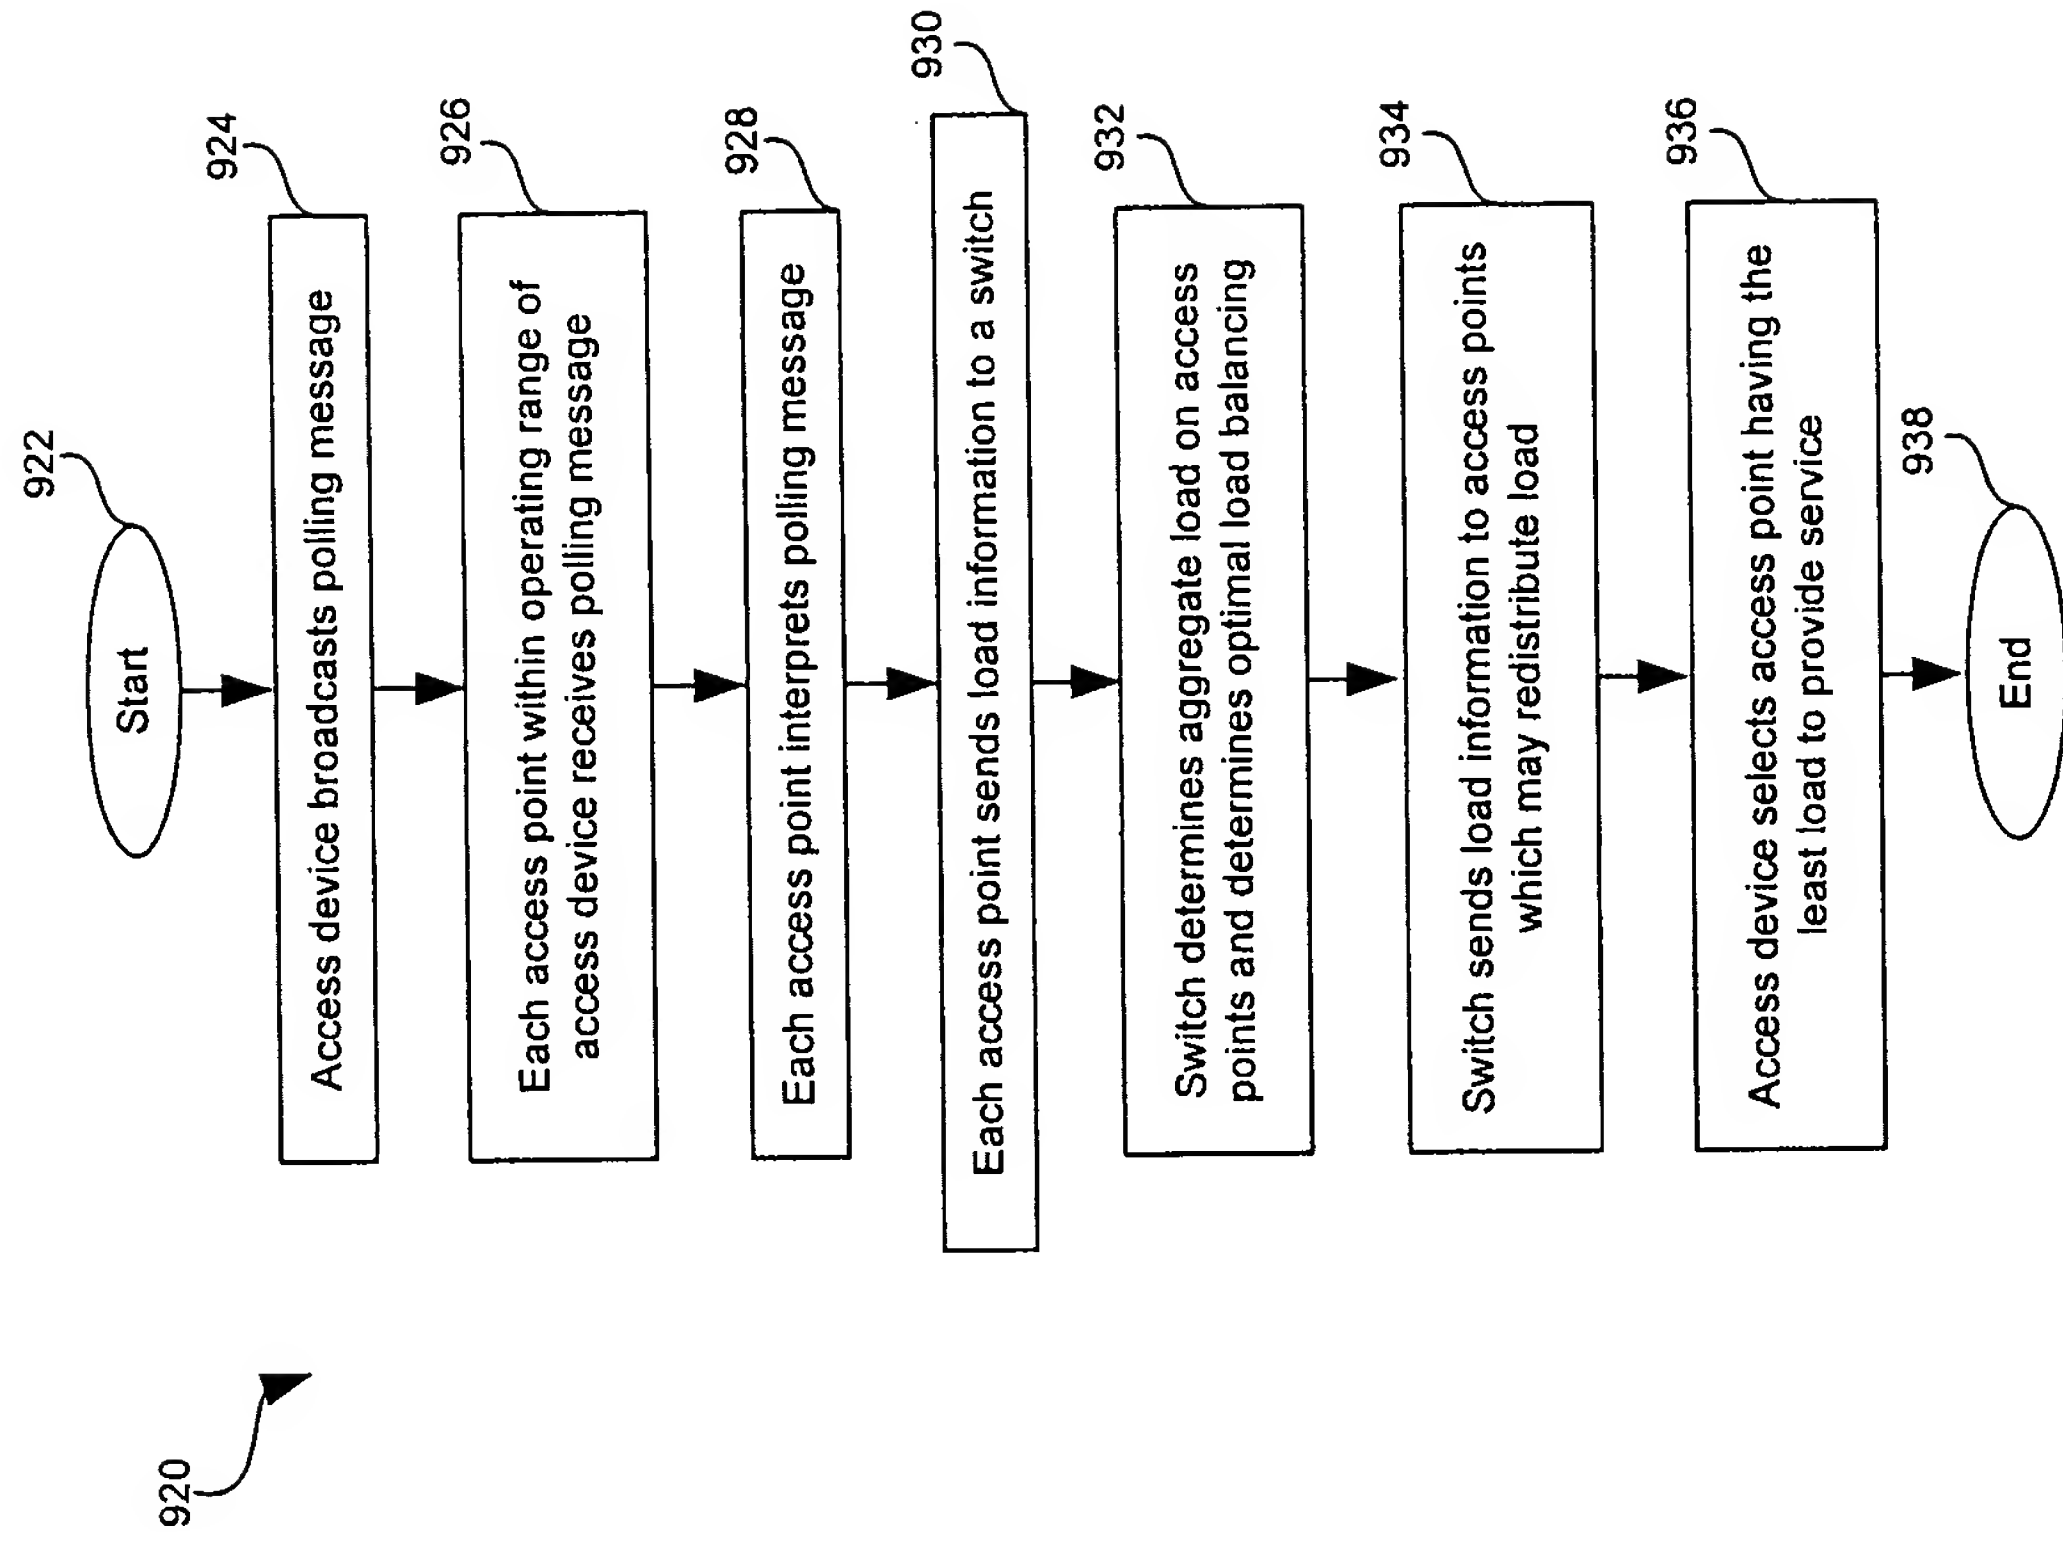 920
922
Start
924
Access device broadcasts polling message
926
Each access point within operating range of
access device receives polling message
928
Each access point interprets polling message
930
Each access point sends load information to a switch
932
Switch determines aggregate load on access
points and determines optimal load balancing
934
Switch sends load information to access points
which may redistribute load
936
Access device selects access point having the
least load to provide service
938
End